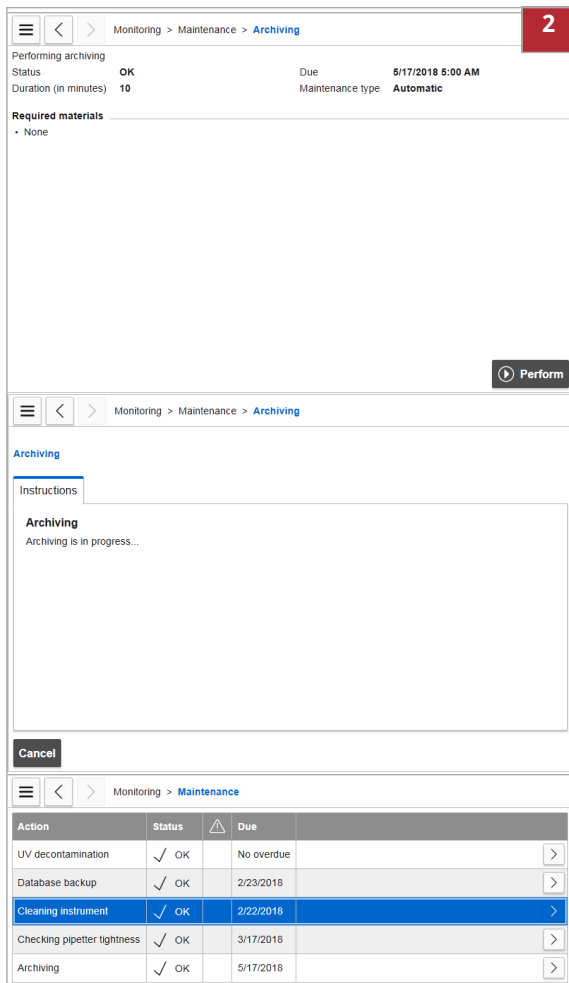 2
Monitoring > Maintenance > Archiving
Performing archiving
Status OK Due 5/17/2018 5:00 AM
Duration (in minutes) 10 Maintenance type Automatic
Required materials
• None
Perform
Monitoring > Maintenance > Archiving
Archiving
Instructions
Archiving
Archiving is in progress...
Cancel
Monitoring > Maintenance
Action Status Due
UV decontamination OK No overdue
Database backup OK 2/23/2018
Cleaning instrument OK 2/22/2018
Checking pipetter tightness OK 3/17/2018
Archiving OK 5/17/2018